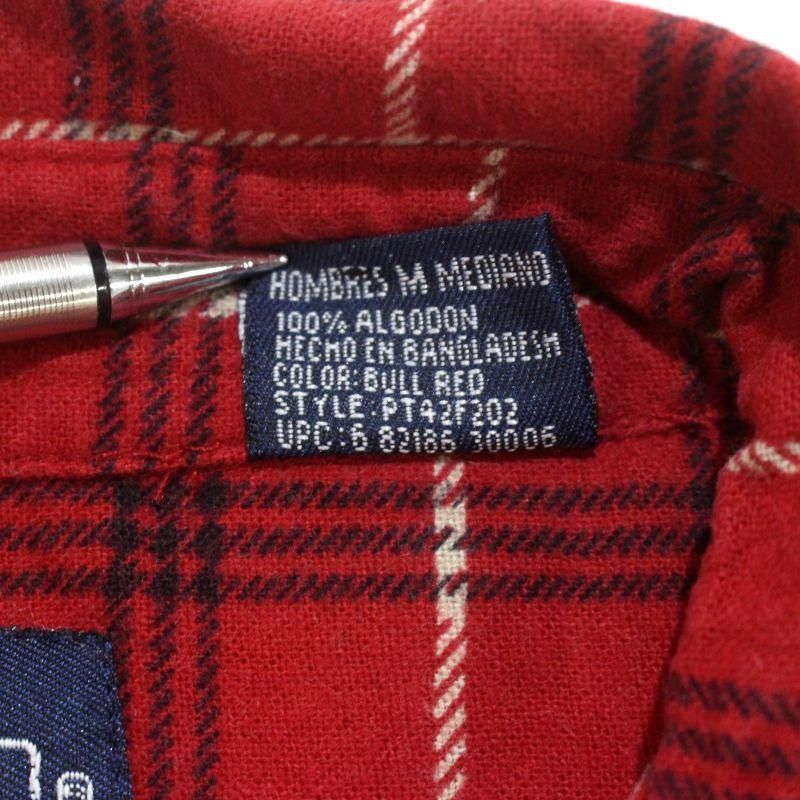 HOMBRES M MEDIANO
100% ALGODON
HECHO EN BANGLADESH
COLOR: BULL RED
STYLE: PT42F202
UPC: 6 82186 30006